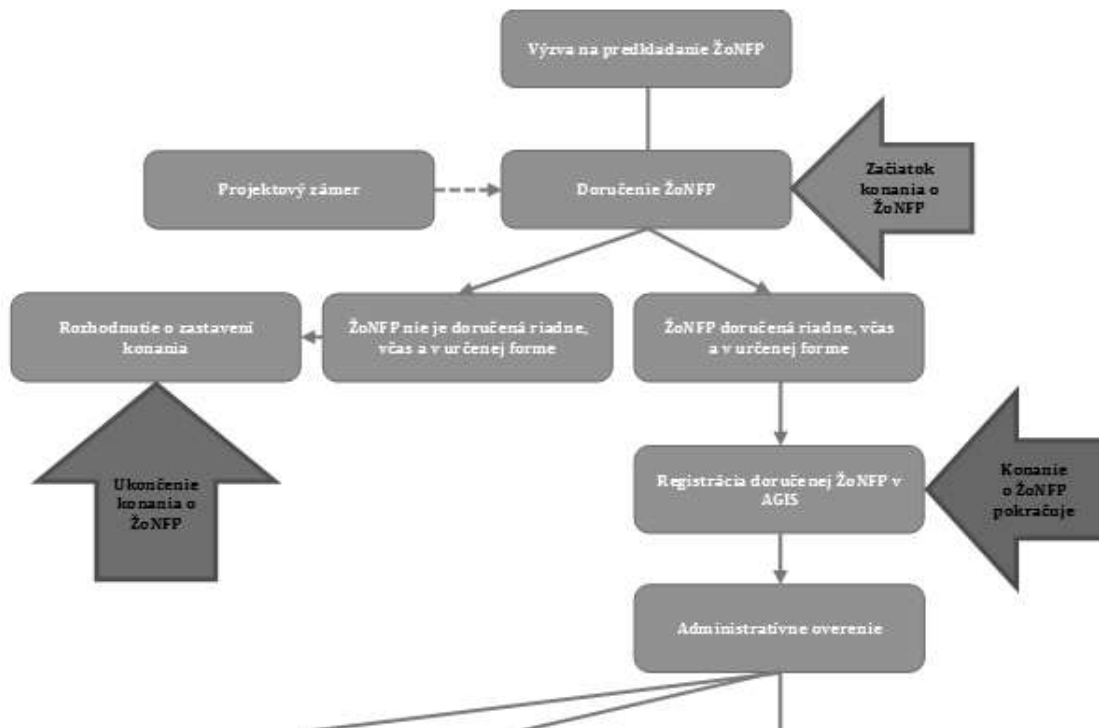 Výzva na predkladanie ŽoNFP
Projektový zámer
Doručenie ŽoNFP
Začiatok
konania o
ŽoNFP
Rozhodnutie o zastavení
konania
ŽoNFP nie je doručená riadne,
včas a v určenej forme
ŽoNFP doručená riadne, včas
a v určenej forme
Ukončenie
konania o
ŽoNFP
Registrácia doručenej ŽoNFP v
AGIS
Konanie
o ŽoNFP
pokračuje
Administratívne overenie